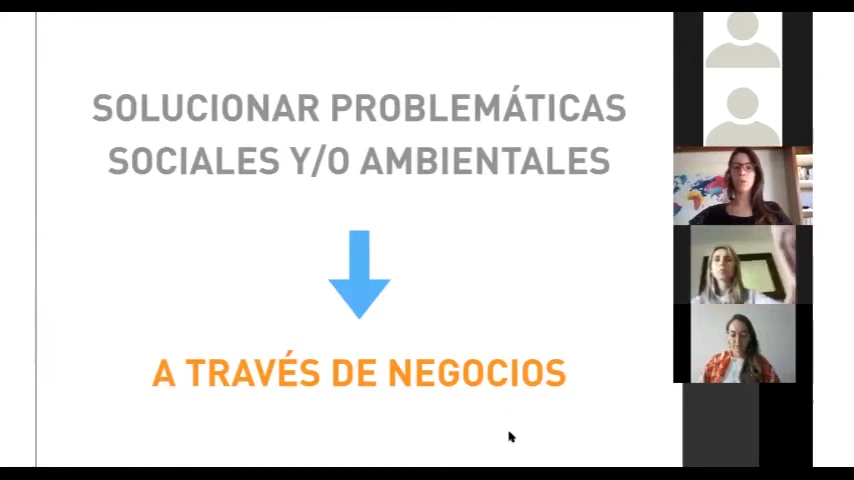 SOLUCIONAR PROBLEMÁTICAS
SOCIALES Y/O AMBIENTALES
A TRAVÉS DE NEGOCIOS